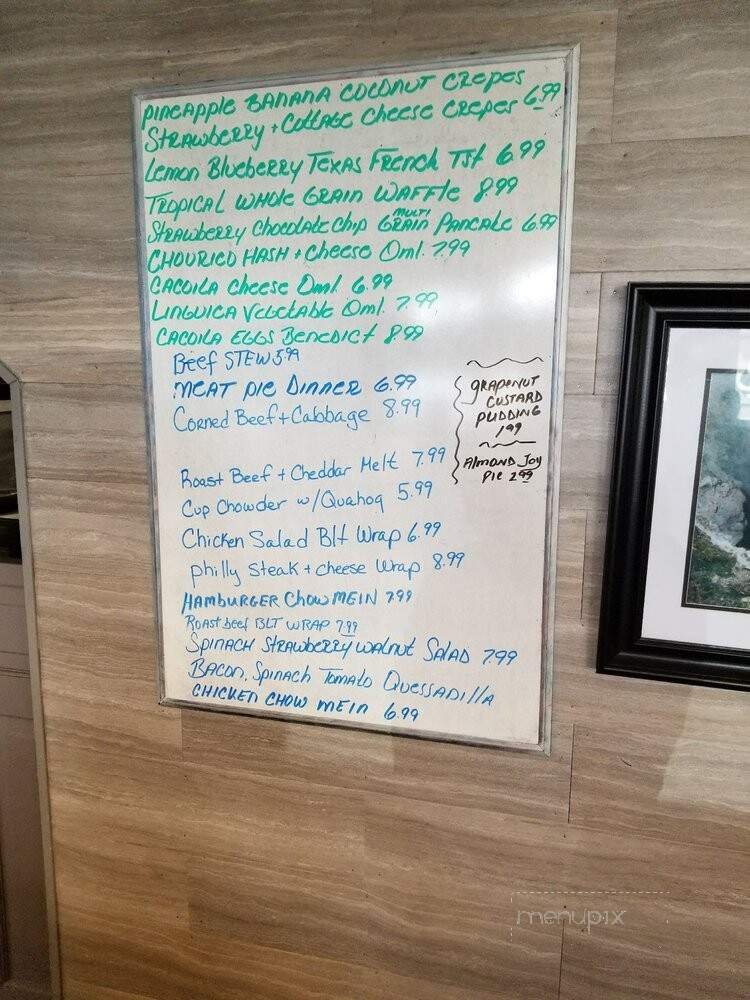 PINEAPPLE BANANA COCONUT CREPES
STRAWBERRY + COTTAGE CHEESE CREPES 6.99
Lemon Blueberry Texas French Tst 6.99
TROPICAL WHOLE GRAIN WAFFLE 8.99
STRAWBERRY Chocolate Chip MULTI GRAIN PANCAKE 6.99
CHOURICO HASH + Cheese Oml. 7.99
CACOILA Cheese Oml. 6.99
LINGUICA VEGETABLE Oml. 7.99
CACOILA EGGS BENEDICT 8.99
Beef STEW 5.99
MEAT PIE DINNER 6.99
Corned Beef + Cabbage 8.99
GRAPENUT
CUSTARD
PUDDING
1.99
ALMOND JOY
PIE 2.99
Roast Beef + Cheddar Melt 7.99
Cup Chowder w/Quahog 5.99
Chicken Salad Blt Wrap 6.99
Philly Steak + Cheese Wrap 8.99
HAMBURGER CHOW MEIN 7.99
Roast beef BLT WRAP 7.99
SPINACH STRAWBERRY WALNUT SALAD 7.99
BACON, Spinach Tomato Quessadilla
CHICKEN CHOW MEIN 6.99
menupix